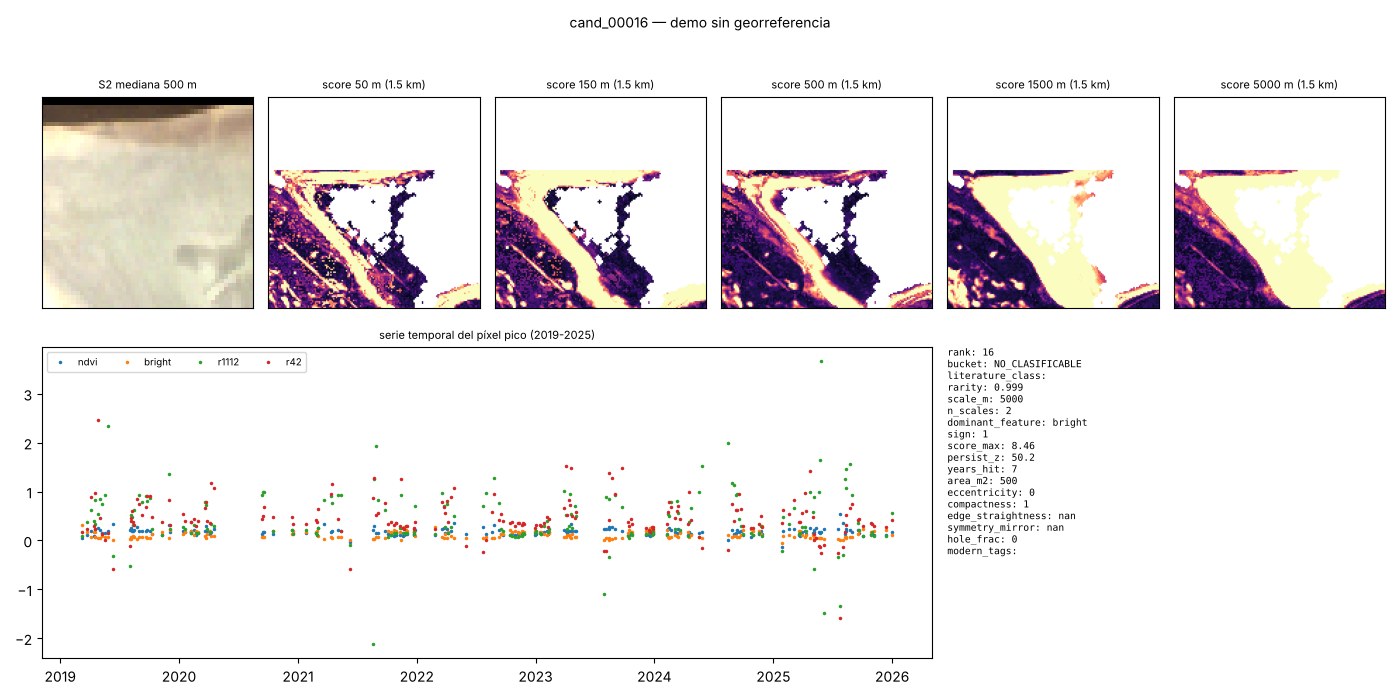 cand_00016 — demo sin georreferencia
S2 mediana 500 m
score 50 m (1.5 km)
score 150 m (1.5 km)
score 500 m (1.5 km)
score 1500 m (1.5 km)
score 5000 m (1.5 km)
serie temporal del píxel pico (2019-2025)
ndvi bright r1112 r42
3
2
1
0
−1
−2
2019 2020 2021 2022 2023 2024 2025 2026
rank: 16
bucket: NO_CLASIFICABLE
literature_class:
rarity: 0.999
scale_m: 5000
n_scales: 2
dominant_feature: bright
sign: 1
score_max: 8.46
persist_z: 50.2
years_hit: 7
area_m2: 500
eccentricity: 0
compactness: 1
edge_straightness: nan
symmetry_mirror: nan
hole_frac: 0
modern_tags: